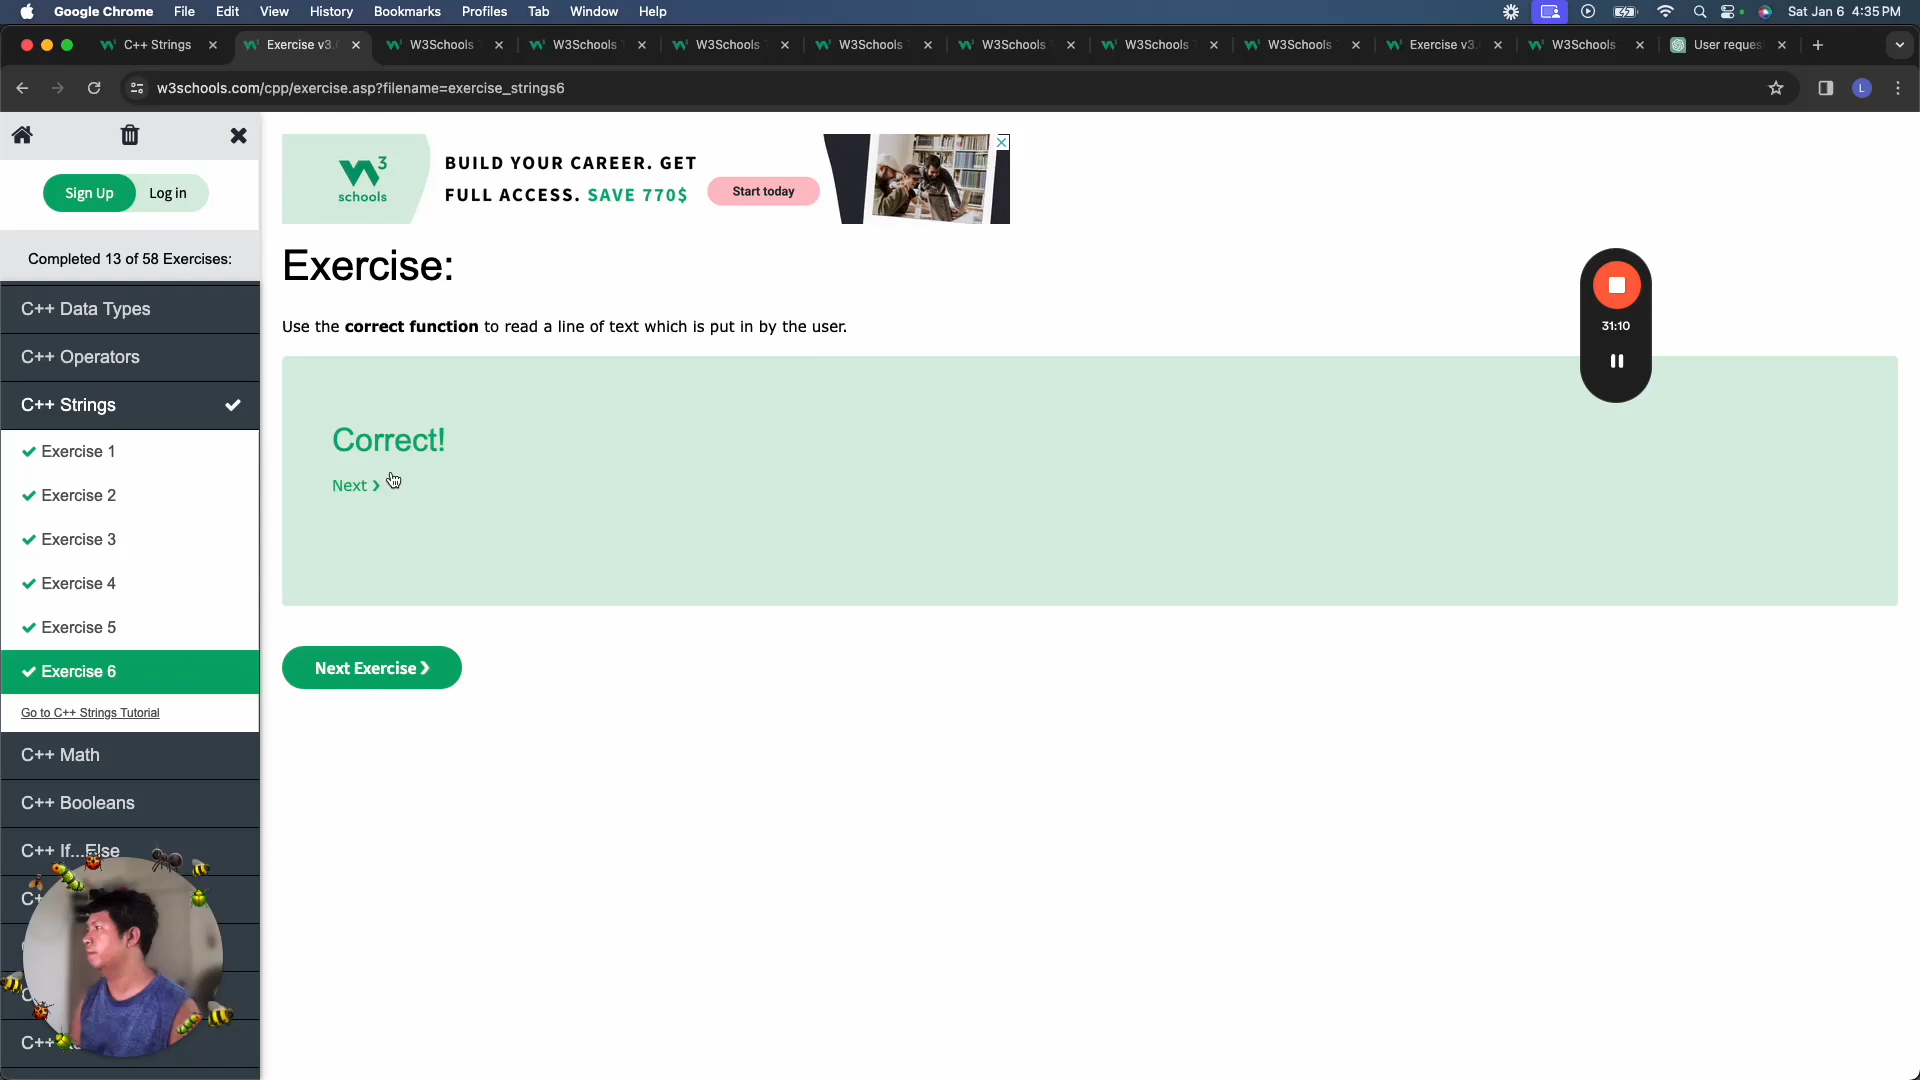 Google Chrome File Edit View History Bookmarks Profiles Tab Window Help Sat Jan 6 4:35 PM
C++ Strings Exercise v3. W3Schools W3Schools W3Schools W3Schools W3Schools W3Schools W3Schools Exercise v3. W3Schools User reques
w3schools.com/cpp/exercise.asp?filename=exercise_strings6 L
Sign Up Log in
Completed 13 of 58 Exercises:
C++ Data Types
C++ Operators
C++ Strings
Exercise 1
Exercise 2
Exercise 3
Exercise 4
Exercise 5
Exercise 6
Go to C++ Strings Tutorial
C++ Math
C++ Booleans
C++ If...Else
C++
W3 schools
BUILD YOUR CAREER. GET
FULL ACCESS. SAVE 770$
Start today
Exercise:
Use the correct function to read a line of text which is put in by the user.
Correct!
Next ❯
Next Exercise ❯
31:10